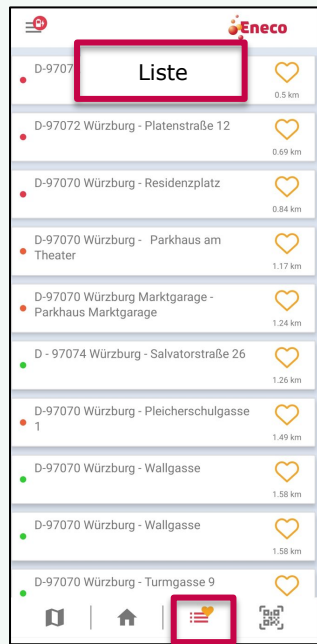 Eneco
D-9707
Liste
0.5 km
D-97072 Würzburg - Platenstraße 12
0.69 km
D-97070 Würzburg - Residenzplatz
0.84 km
D-97070 Würzburg - Parkhaus am
Theater
1.17 km
D-97070 Würzburg Marktgarage -
Parkhaus Marktgarage
1.24 km
D - 97074 Würzburg - Salvatorstraße 26
1.26 km
D-97070 Würzburg - Pleicherschulgasse
1
1.49 km
D-97070 Würzburg - Wallgasse
1.58 km
D-97070 Würzburg - Wallgasse
1.58 km
D-97070 Würzburg - Turmgasse 9